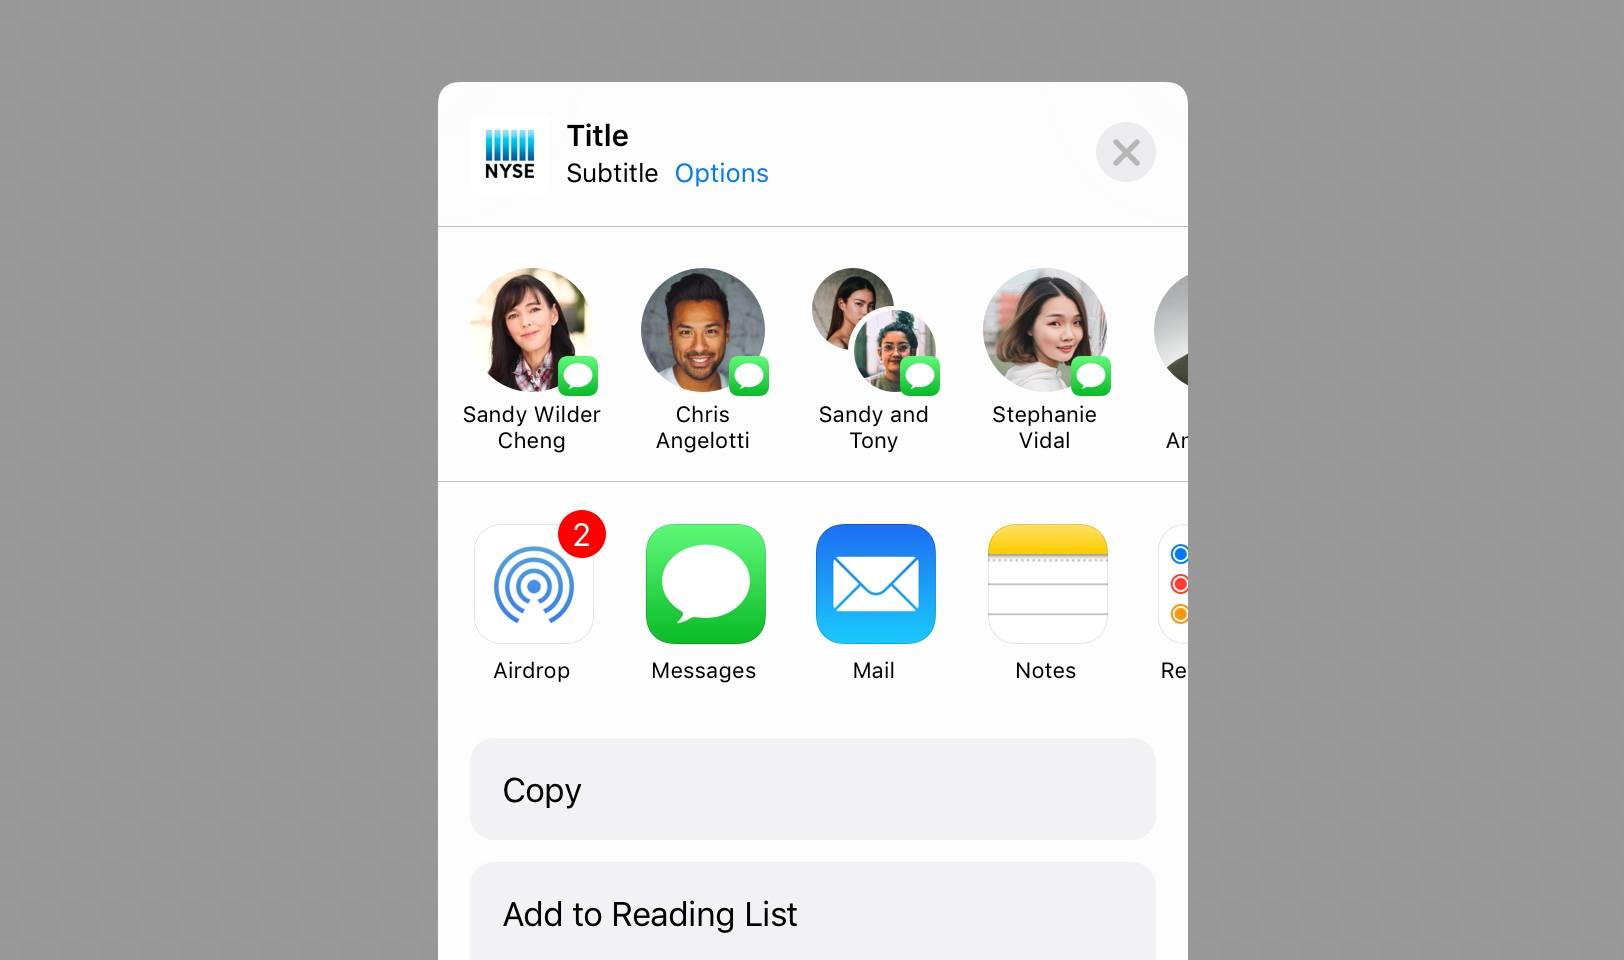 NYSE
Title
Subtitle Options
Sandy Wilder
Cheng
Chris
Angelotti
Sandy and
Tony
Stephanie
Vidal
2
Airdrop
Messages
Mail
Notes
Copy
Add to Reading List